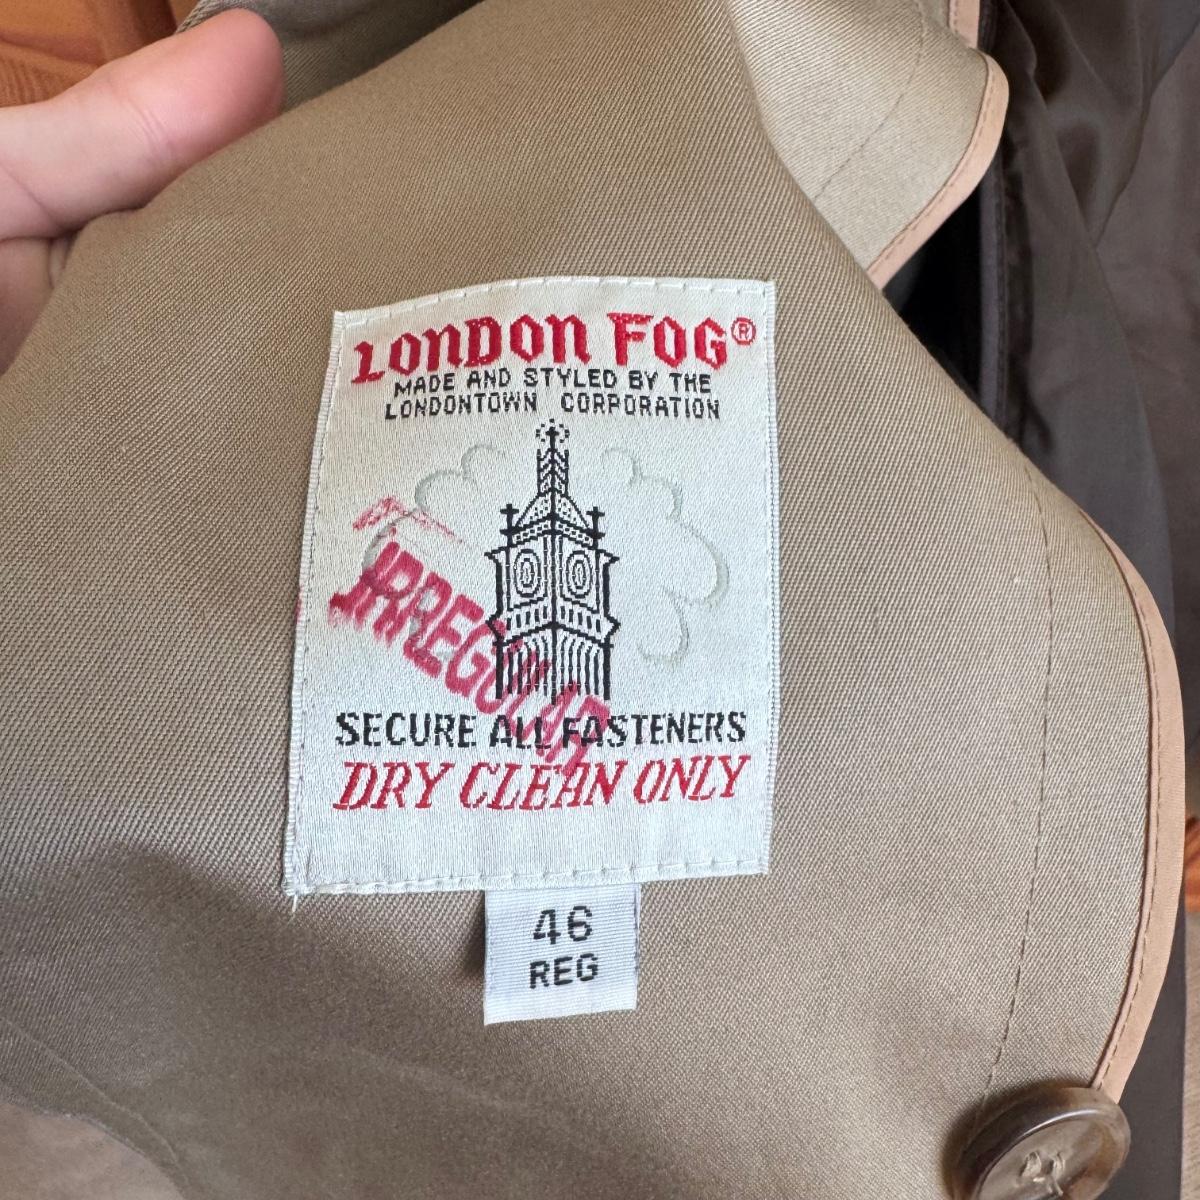 LONDON FOG®
MADE AND STYLED BY THE
LONDONTOWN CORPORATION
IRREGULAR
SECURE ALL FASTENERS
DRY CLEAN ONLY
46
REG